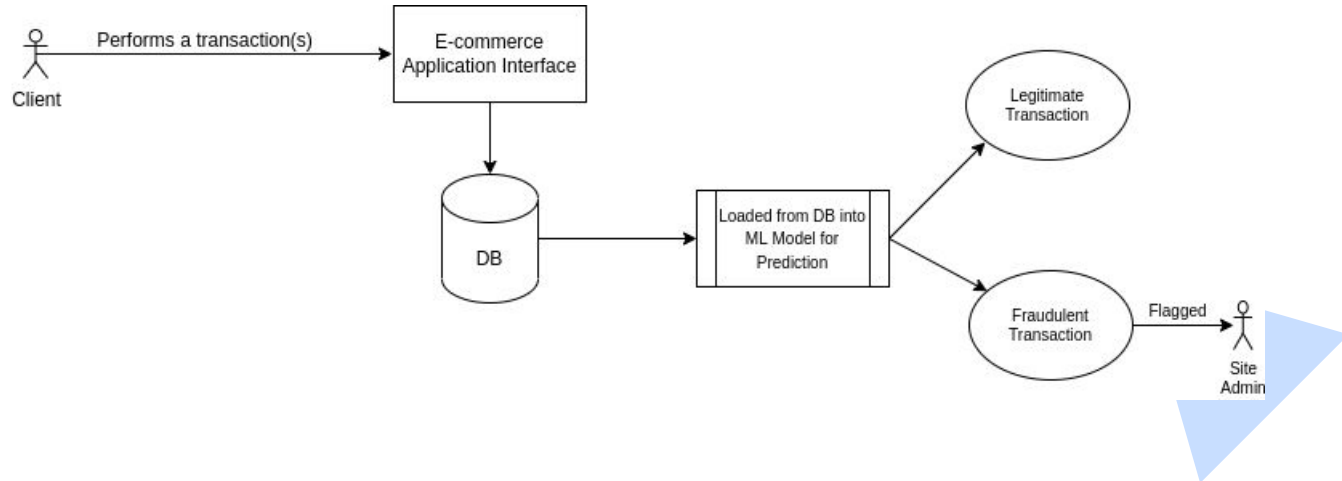 Performs a transaction(s)
Client
E-commerce
Application Interface
DB
Loaded from DB into
ML Model for
Prediction
Legitimate
Transaction
Fraudulent
Transaction
Flagged
Site
Admin